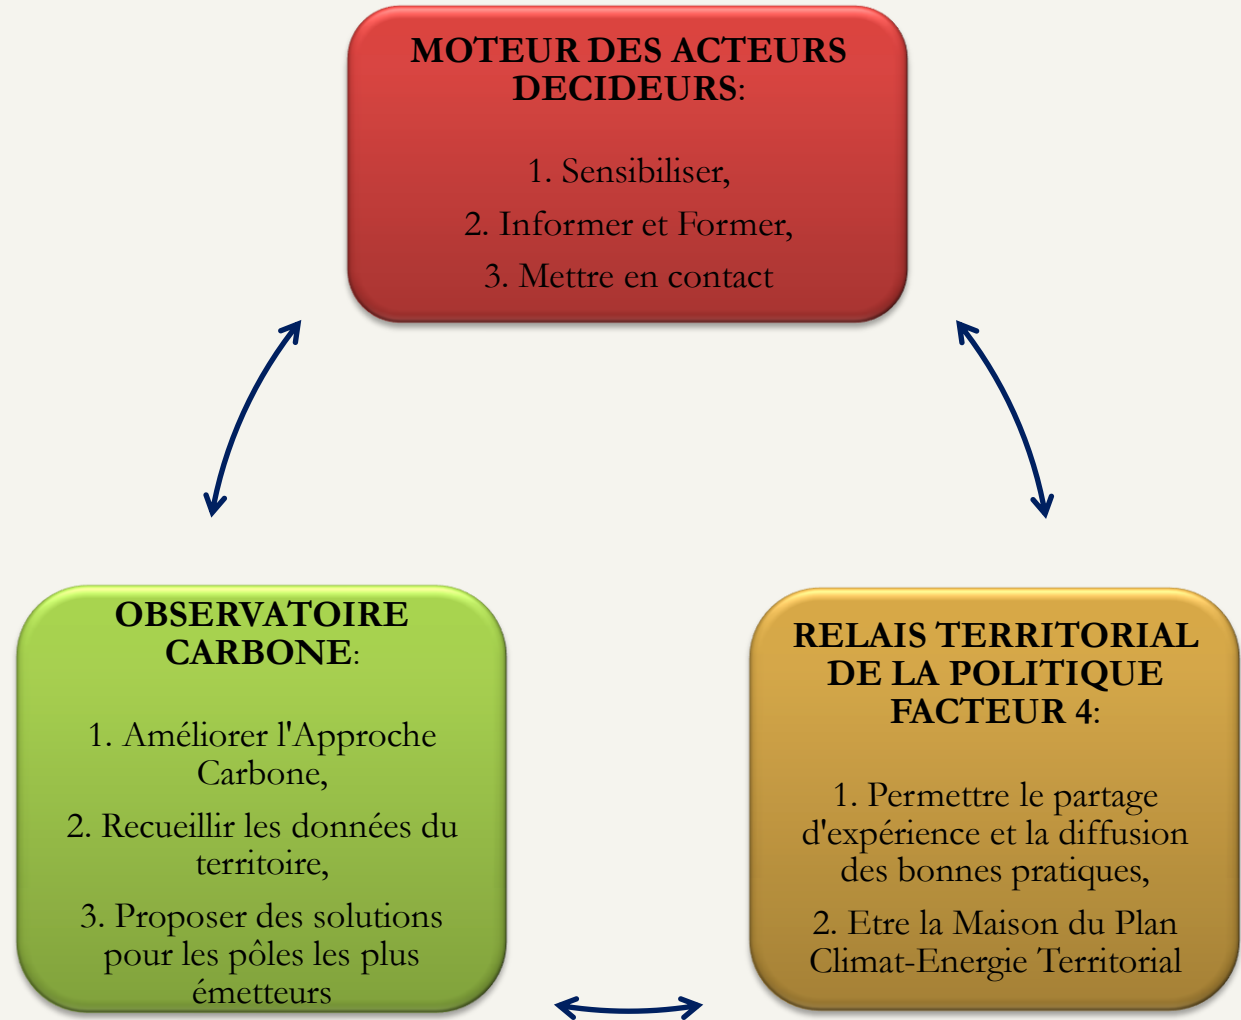 MOTEUR DES ACTEURS
DECIDEURS:
1. Sensibiliser,
2. Informer et Former,
3. Mettre en contact
OBSERVATOIRE
CARBONE:
1. Améliorer l'Approche
Carbone,
2. Recueillir les données du
territoire,
3. Proposer des solutions
pour les pôles les plus
émetteurs
RELAIS TERRITORIAL
DE LA POLITIQUE
FACTEUR 4:
1. Permettre le partage
d'expérience et la diffusion
des bonnes pratiques,
2. Etre la Maison du Plan
Climat-Energie Territorial